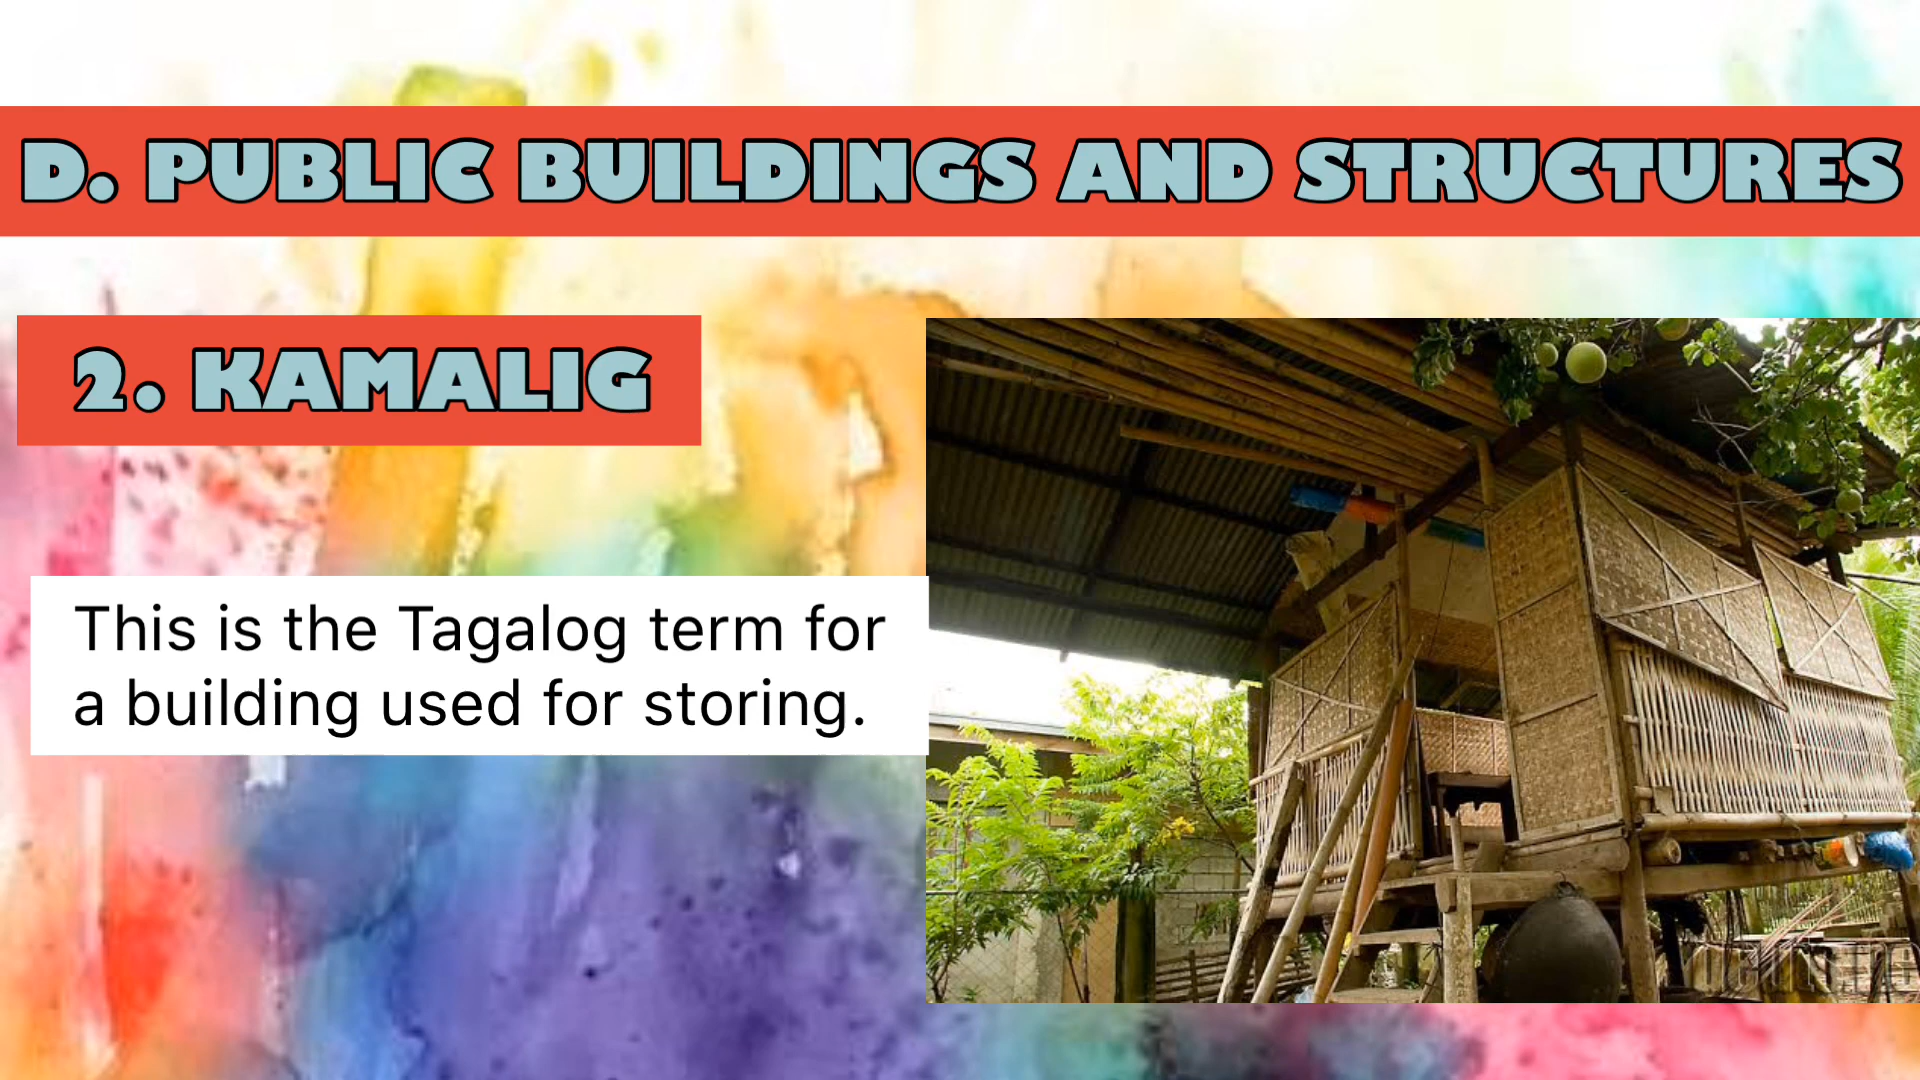 D. PUBLIC BUILDINGS AND STRUCTURES
2. KAMALIG
This is the Tagalog term for
a building used for storing.